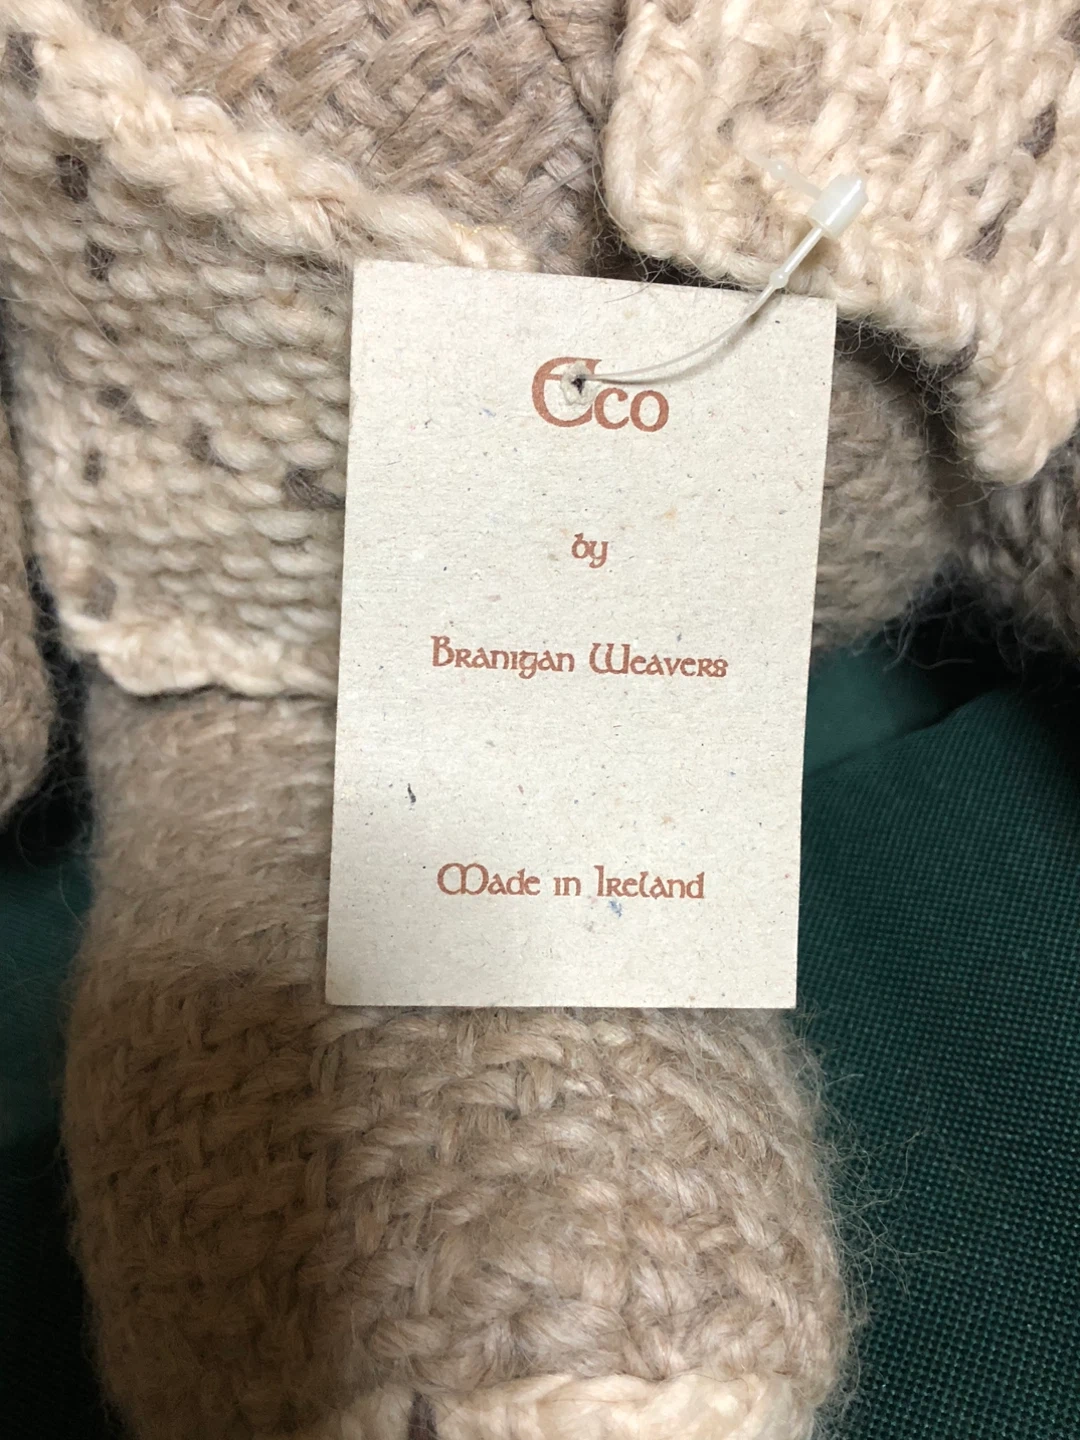 Eco
by
Branigan Weavers
Made in Ireland